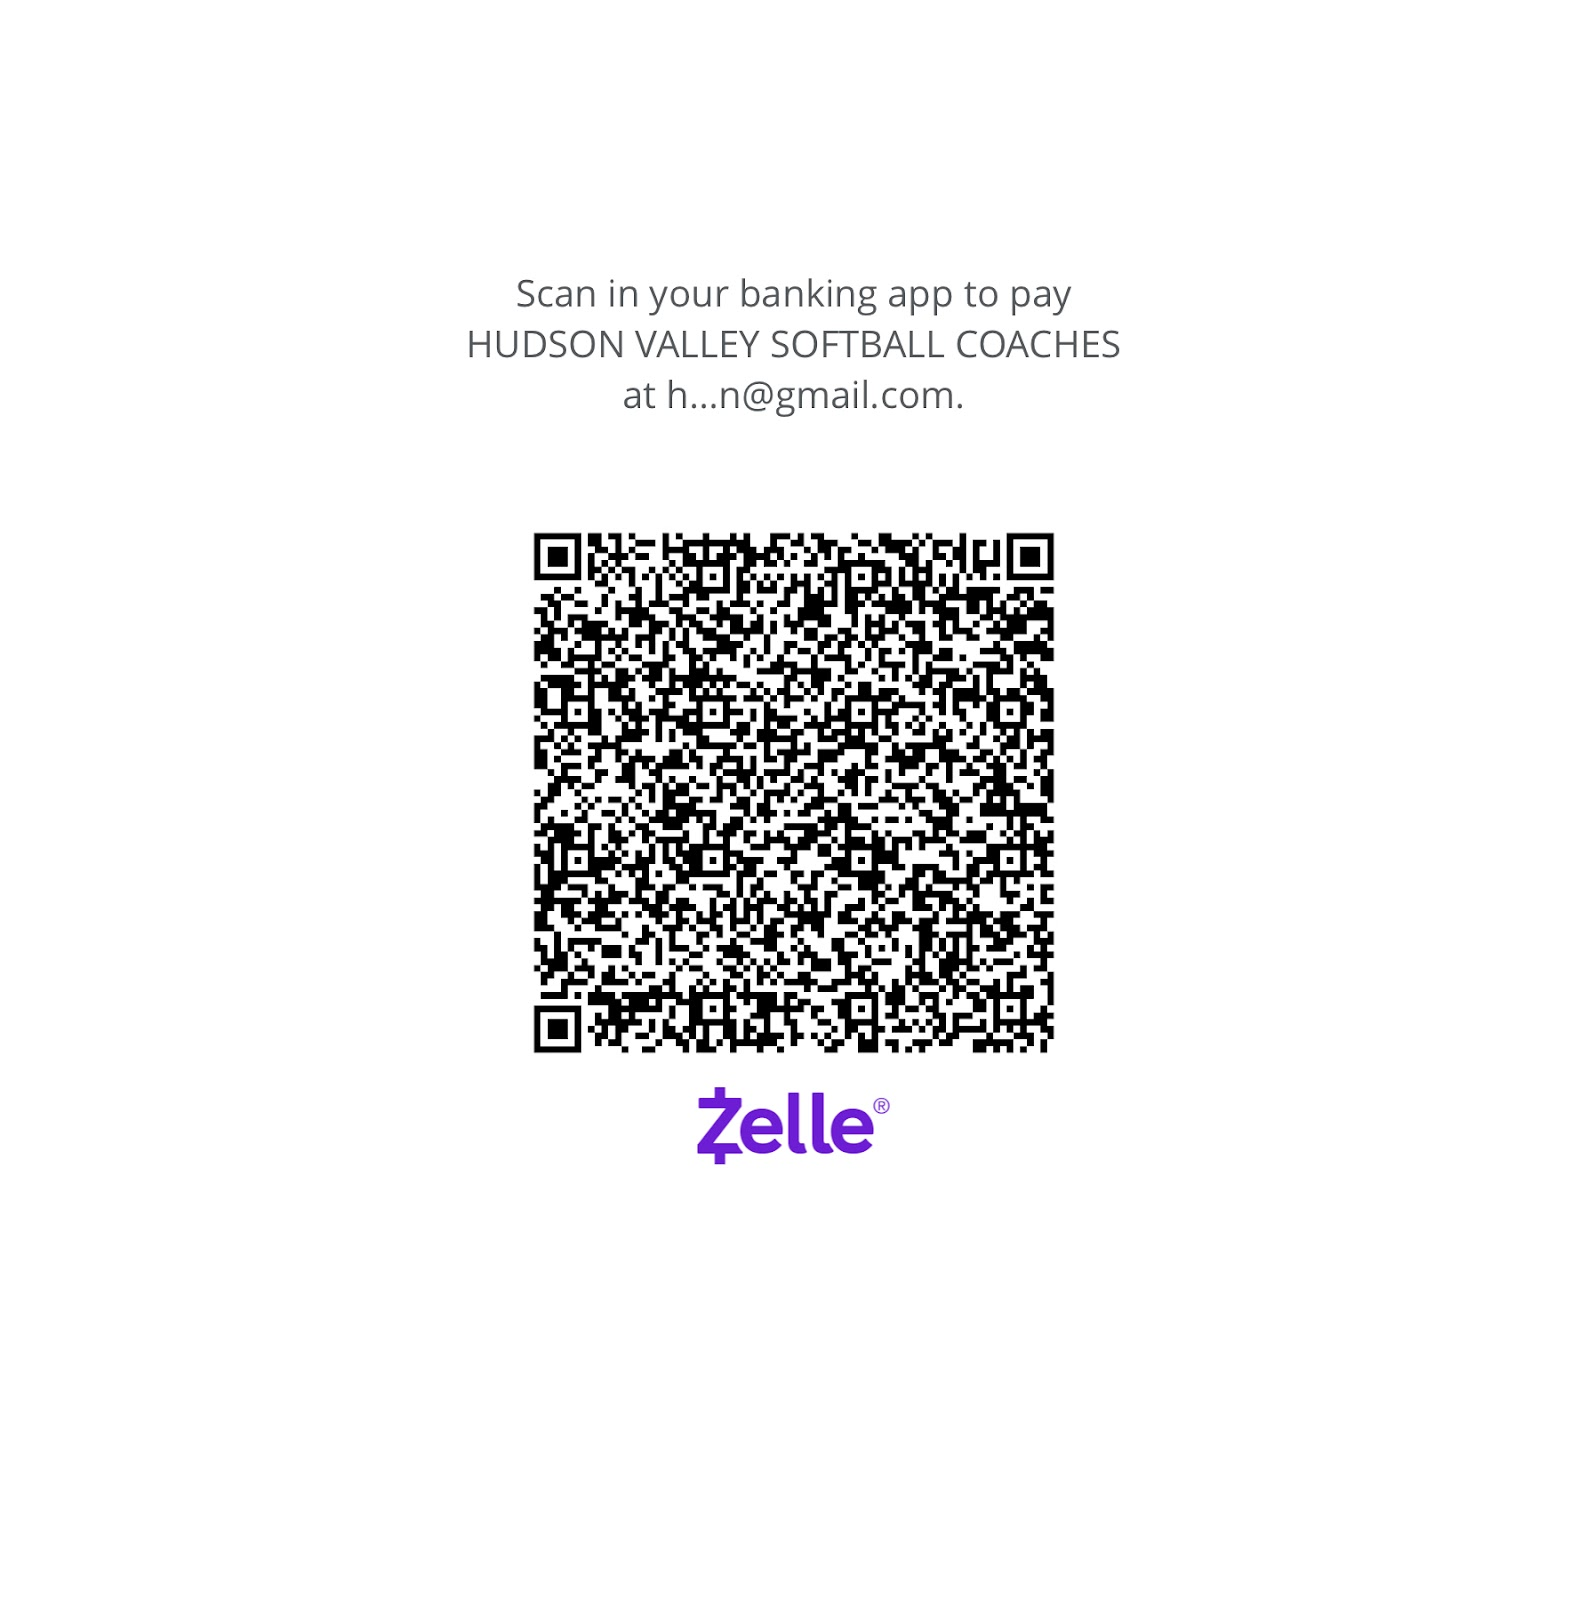 Scan in your banking app to pay
HUDSON VALLEY SOFTBALL COACHES
at h...n@gmail.com.
Zelle®